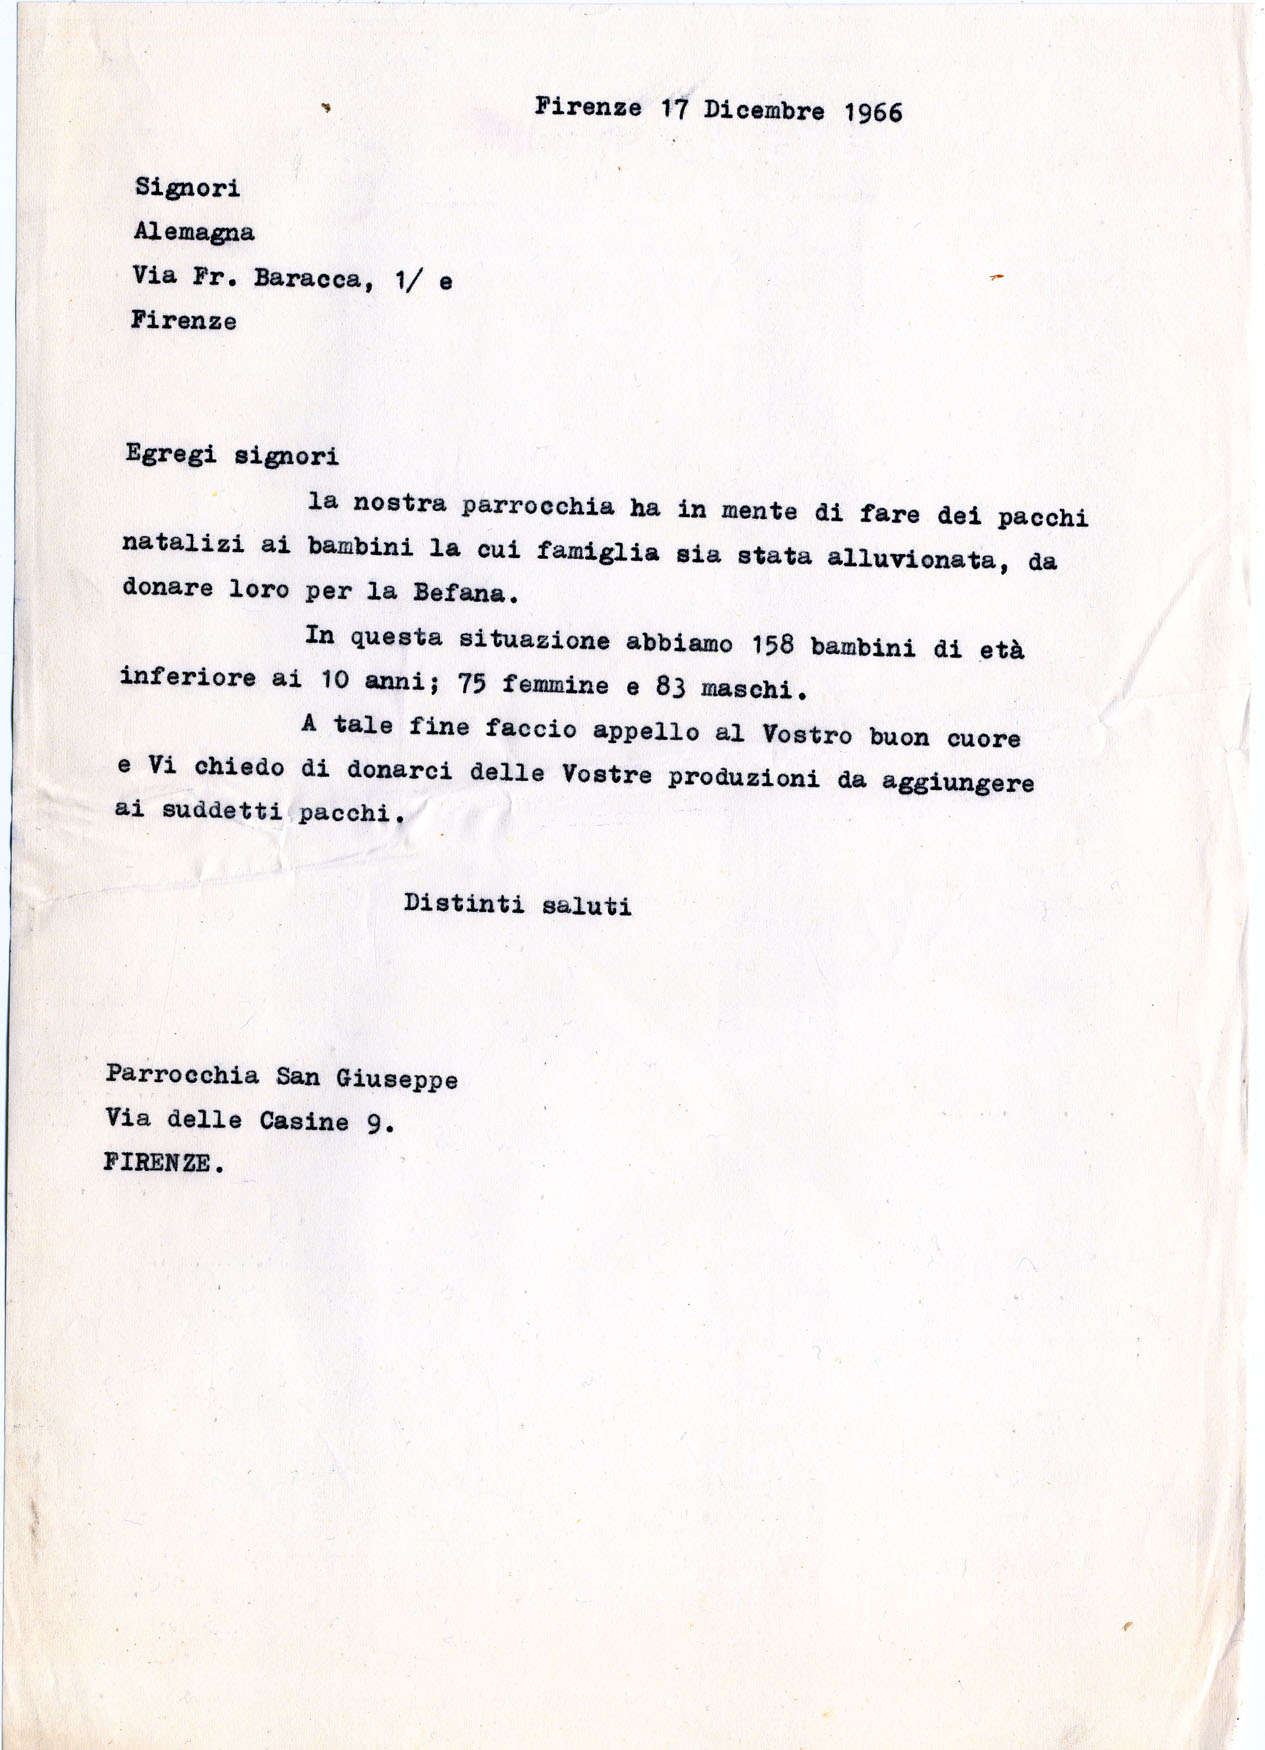 Firenze 17 Dicembre 1966
Signori
Alemagna
Via Fr. Baracca, 1/ e
Firenze
Egregi signori
la nostra parrocchia ha in mente di fare dei pacchi
natalizi ai bambini la cui famiglia sia stata alluvionata, da
donare loro per la Befana.
In questa situazione abbiamo 158 bambini di età
inferiore ai 10 anni; 75 femmine e 83 maschi.
A tale fine faccio appello al Vostro buon cuore
e Vi chiedo di donarci delle Vostre produzioni da aggiungere
ai suddetti pacchi.
Distinti saluti
Parrocchia San Giuseppe
Via delle Casine 9.
FIRENZE.